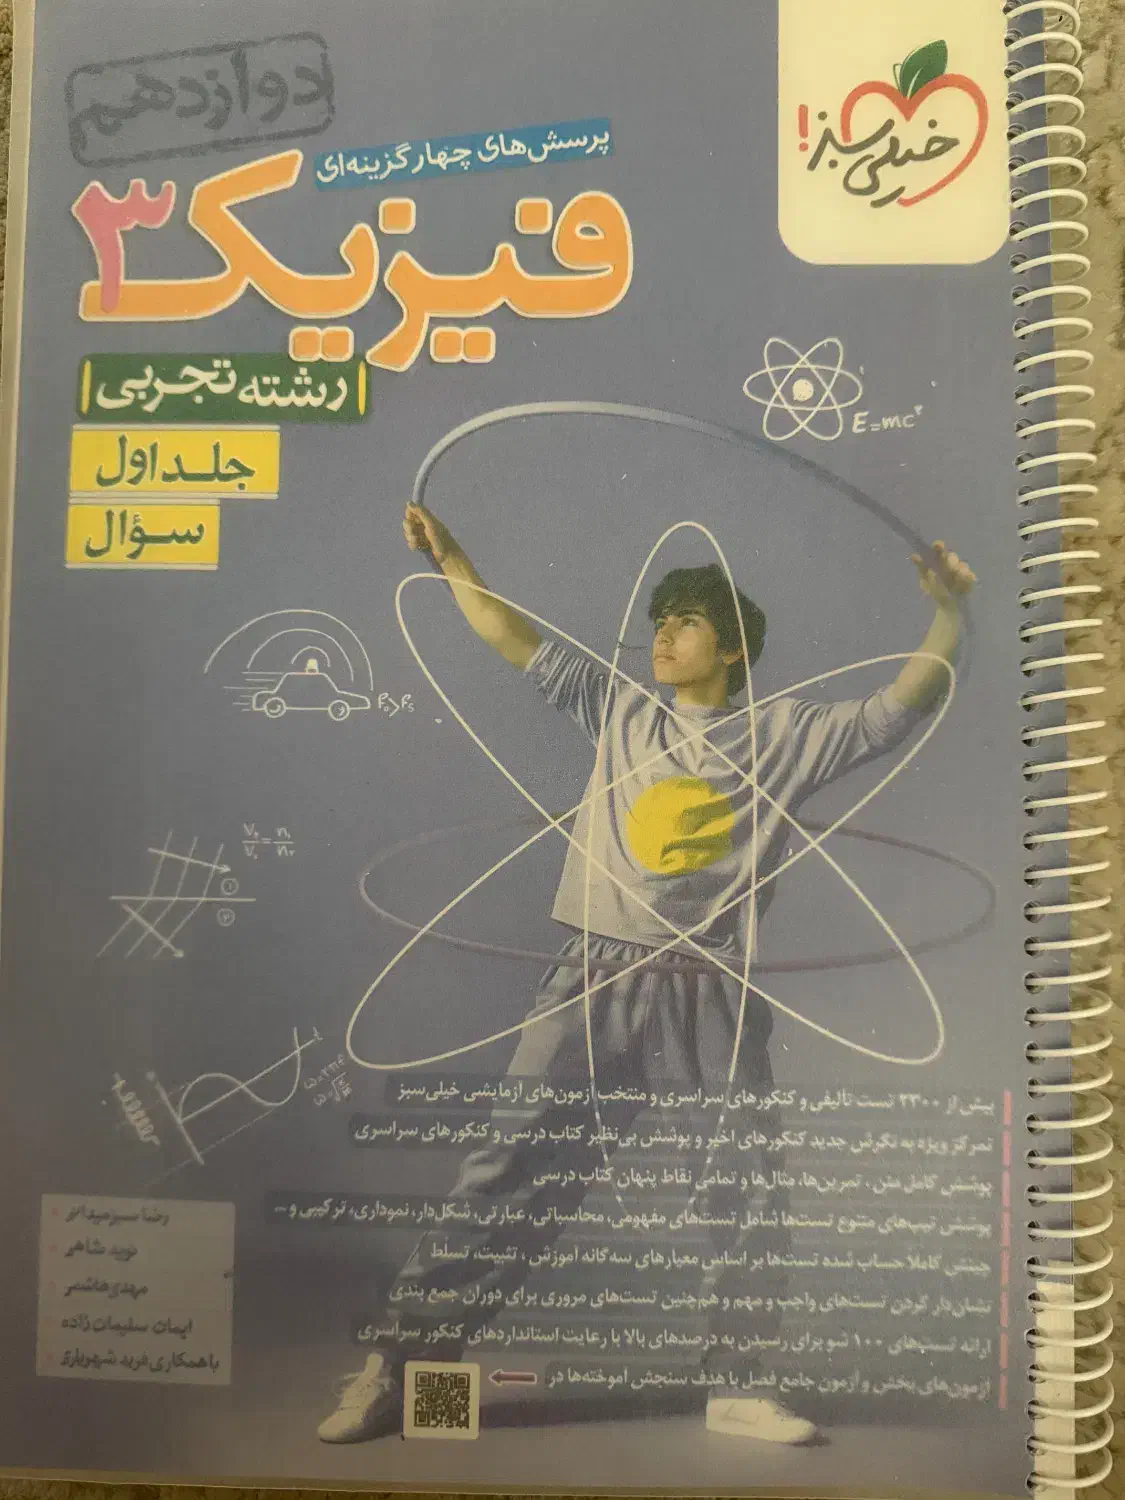 خیلی سبز!
دوازدهم
پرسش‌های چهارگزینه‌ای
فیزیک ۳
رشته تجربی
جلد اول
سؤال
E=mc²
بیش از ۲۳۰۰ تست تألیفی و کنکورهای سراسری و منتخب آزمون‌های آزمایشی خیلی‌سبز
تمرکز ویژه به نگرش جدید کنکورهای اخیر و پوشش بی‌نظیر کتاب درسی و کنکورهای سراسری
پوشش کامل متن، تمرین‌ها، مثال‌ها و تمامی نقاط پنهان کتاب درسی
پوشش تیپ‌های متنوع تست‌ها شامل تست‌های مفهومی، محاسباتی، عبارتی، شکل‌دار، نموداری، ترکیبی و ...
چینش کاملاً حساب شده تست‌ها بر اساس معیارهای سه‌گانه آموزش، تثبیت، تسلط
نشان‌دار کردن تست‌های واجب و مهم و هم‌چنین تست‌های مروری برای دوران جمع بندی
ارائه تست‌های ۱۰۰ شو برای رسیدن به درصدهای بالا با رعایت استانداردهای کنکور سراسری
آزمون‌های بخش و آزمون جامع فصل با هدف سنجش آموخته‌ها در
رضا سبزمیدانی
نوید شاهی
مهدی هاشمی
ایمان سلیمان‌زاده
با همکاری فرید شهریاری